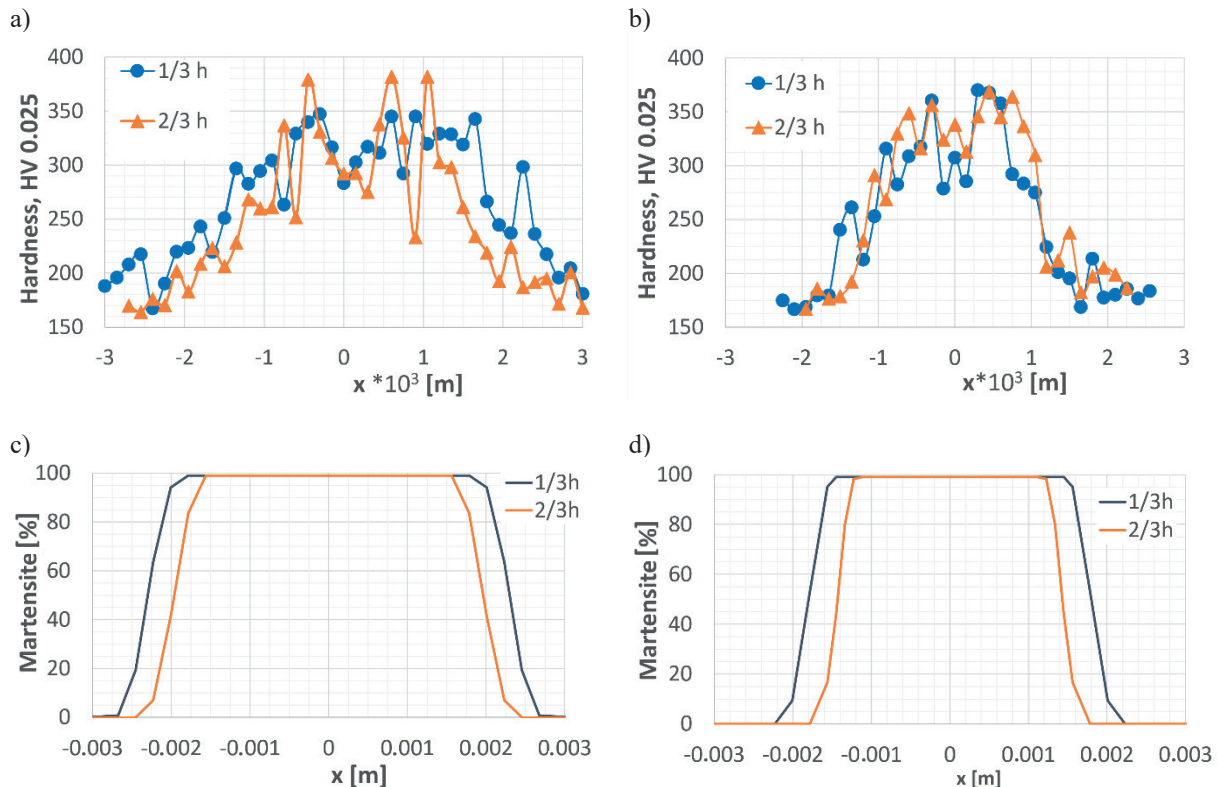 a)
b)
400
350
300
250
200
150
Hardness, HV 0.025
1/3 h
2/3 h
-3 -2 -1 0 1 2 3
x *10³ [m]
400
350
300
250
200
150
Hardness, HV 0.025
1/3 h
2/3 h
-3 -2 -1 0 1 2 3
x*10³ [m]
c)
d)
100
80
60
40
20
0
Martensite [%]
1/3h
2/3h
-0.003 -0.002 -0.001 0 0.001 0.002 0.003
x [m]
100
80
60
40
20
0
Martensite [%]
1/3h
2/3h
-0.003 -0.002 -0.001 0 0.001 0.002 0.003
x [m]